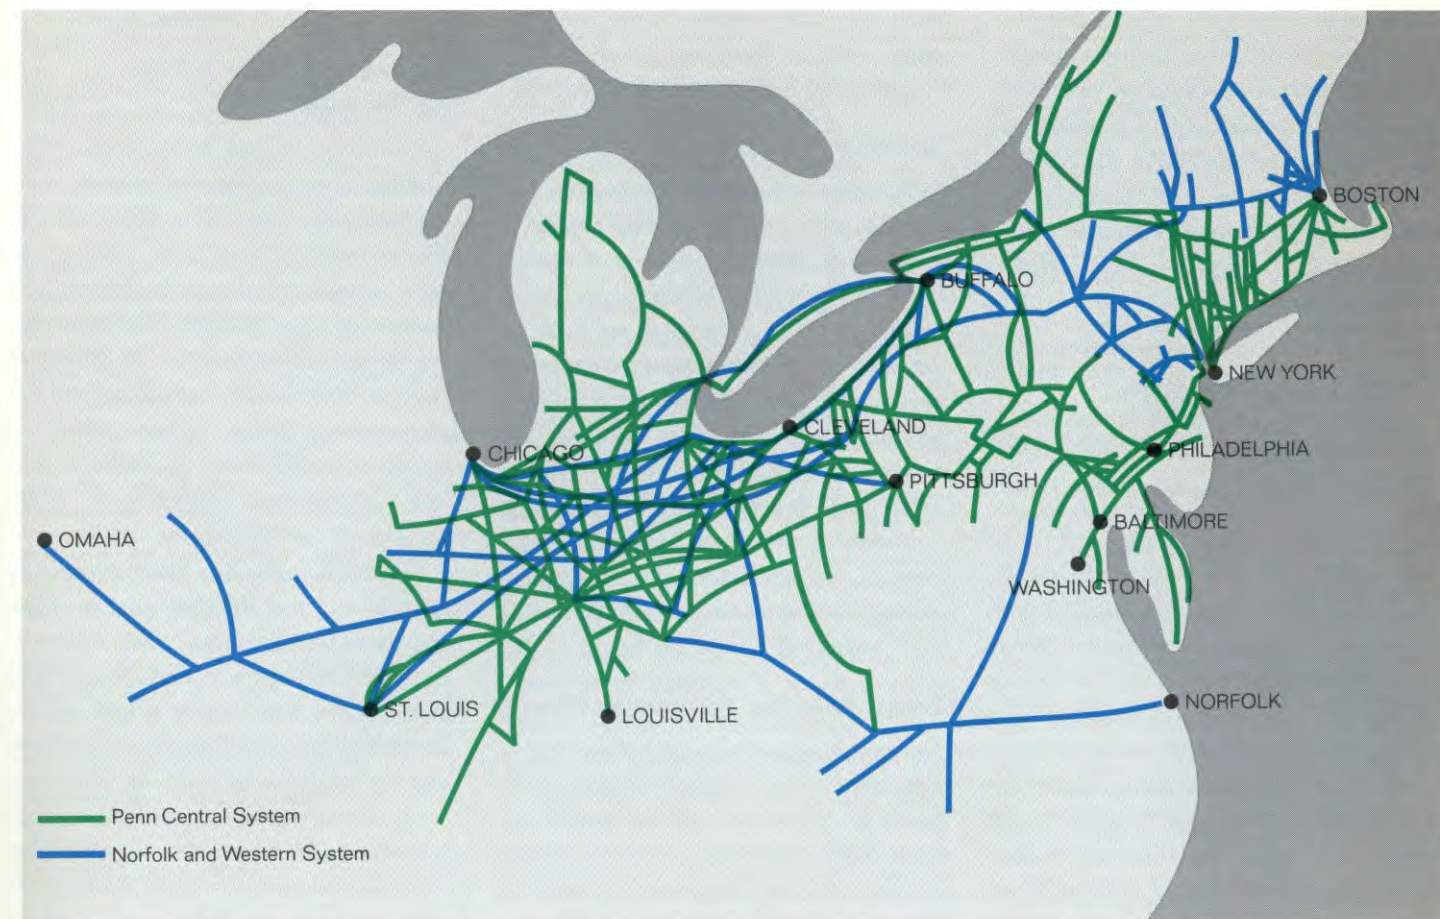 BOSTON
BUFFALO
NEW YORK
CLEVELAND
CHICAGO
PHILADELPHIA
PITTSBURGH
BALTIMORE
OMAHA
WASHINGTON
NORFOLK
ST. LOUIS
LOUISVILLE
Penn Central System
Norfolk and Western System